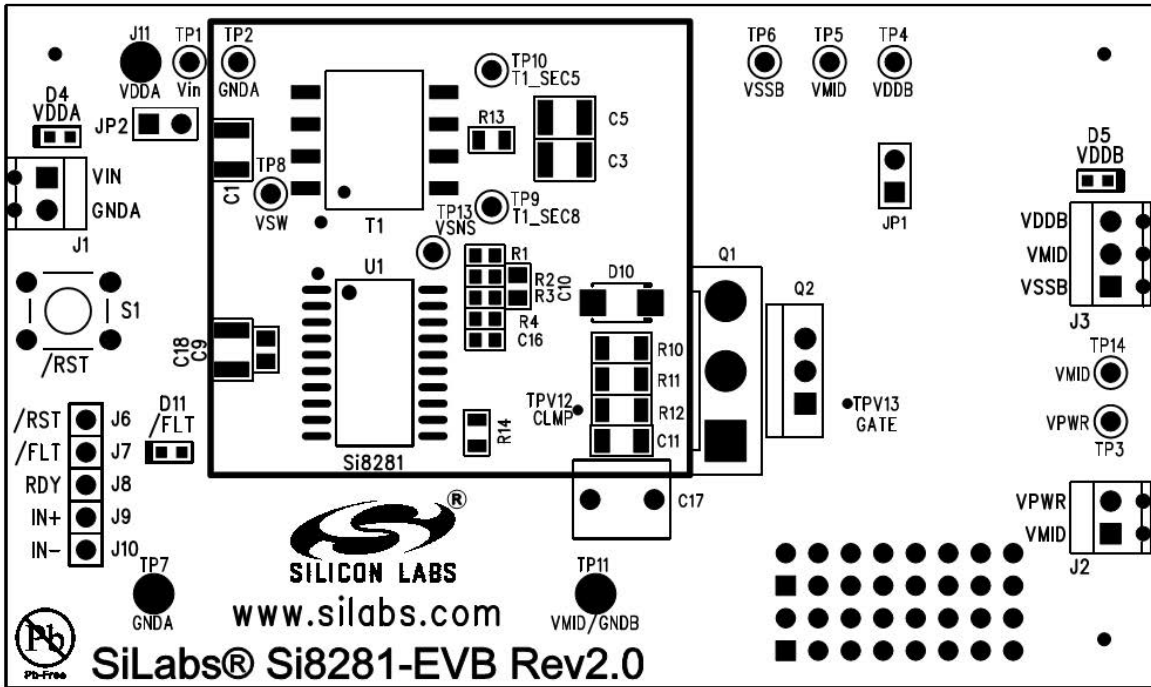 J11
TP1
TP2
VDDA
Vin
GNDA
TP10
T1_SEC5
TP6
TP5
TP4
VSSB
VMID
VDDB
D4
VDDA
JP2
R13
C5
C3
D5
VDDB
VIN
GNDA
J1
C1
TP8
VSW
T1
TP9
T1_SEC8
TP13
VSNS
JP1
VDDB
VMID
VSSB
J3
S1
/RST
U1
R1
R2
R3
C10
R4
C16
D10
Q1
Q2
C18
C9
R10
R11
R12
C11
TPV12
CLMP
TPV13
GATE
TP14
VMID
VPWR
TP3
/RST
J6
/FLT
J7
RDY
J8
IN+
J9
IN-
J10
D11
/FLT
R14
Si8281
C17
VPWR
VMID
J2
®
SILICON LABS
www.silabs.com
TP7
GNDA
TP11
VMID/GNDB
Pb
Pb-Free
SiLabs® Si8281-EVB Rev2.0